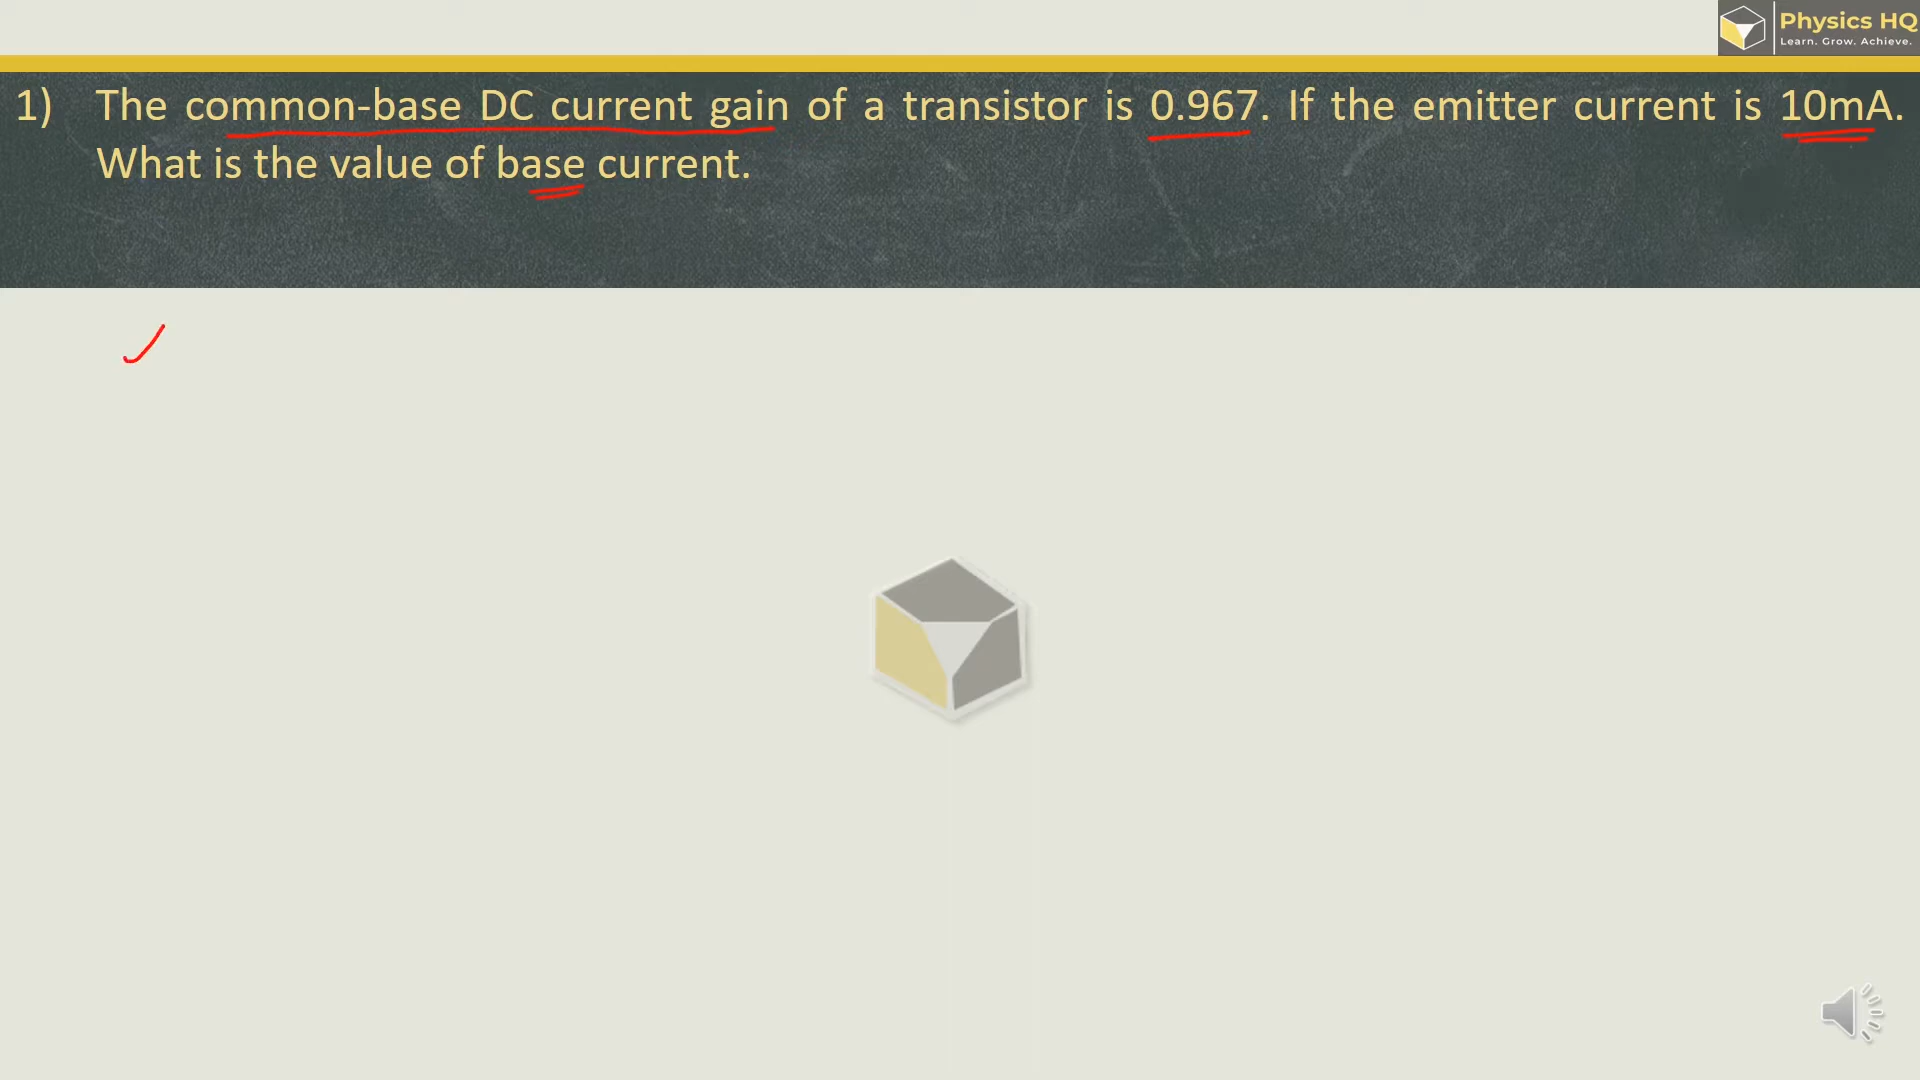 Physics HQ
Learn. Grow. Achieve.
1) The common-base DC current gain of a transistor is 0.967. If the emitter current is 10mA.
What is the value of base current.